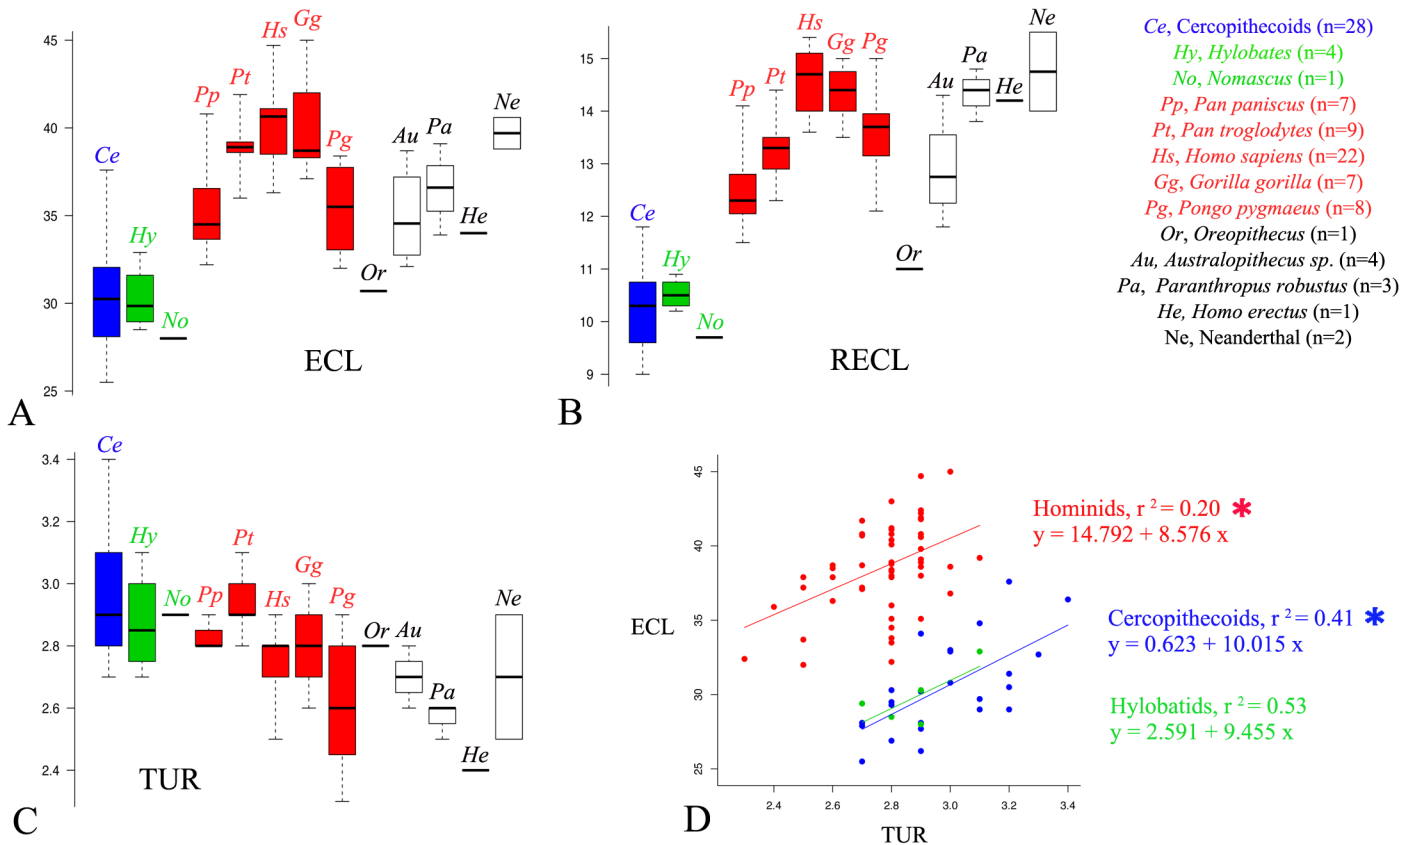 45
40
35
30
25
Ce
Hy
No
Pp
Pt
Hs
Gg
Pg
Or
Au
Pa
He
Ne
ECL
A
15
14
13
12
11
10
9
Ce
Hy
No
Pp
Pt
Hs
Gg
Pg
Or
Au
Pa
He
Ne
RECL
B
Ce, Cercopithecoids (n=28)
Hy, Hylobates (n=4)
No, Nomascus (n=1)
Pp, Pan paniscus (n=7)
Pt, Pan troglodytes (n=9)
Hs, Homo sapiens (n=22)
Gg, Gorilla gorilla (n=7)
Pg, Pongo pygmaeus (n=8)
Or, Oreopithecus (n=1)
Au, Australopithecus sp. (n=4)
Pa, Paranthropus robustus (n=3)
He, Homo erectus (n=1)
Ne, Neanderthal (n=2)
3.4
3.2
3.0
2.8
2.6
2.4
Ce
Hy
No
Pp
Pt
Hs
Gg
Pg
Or
Au
Pa
He
Ne
TUR
C
45
40
35
30
25
ECL
2.4 2.6 2.8 3.0 3.2 3.4
TUR
D
Hominids, r 2 = 0.20 *
y = 14.792 + 8.576 x
Cercopithecoids, r 2 = 0.41 *
y = 0.623 + 10.015 x
Hylobatids, r 2 = 0.53
y = 2.591 + 9.455 x